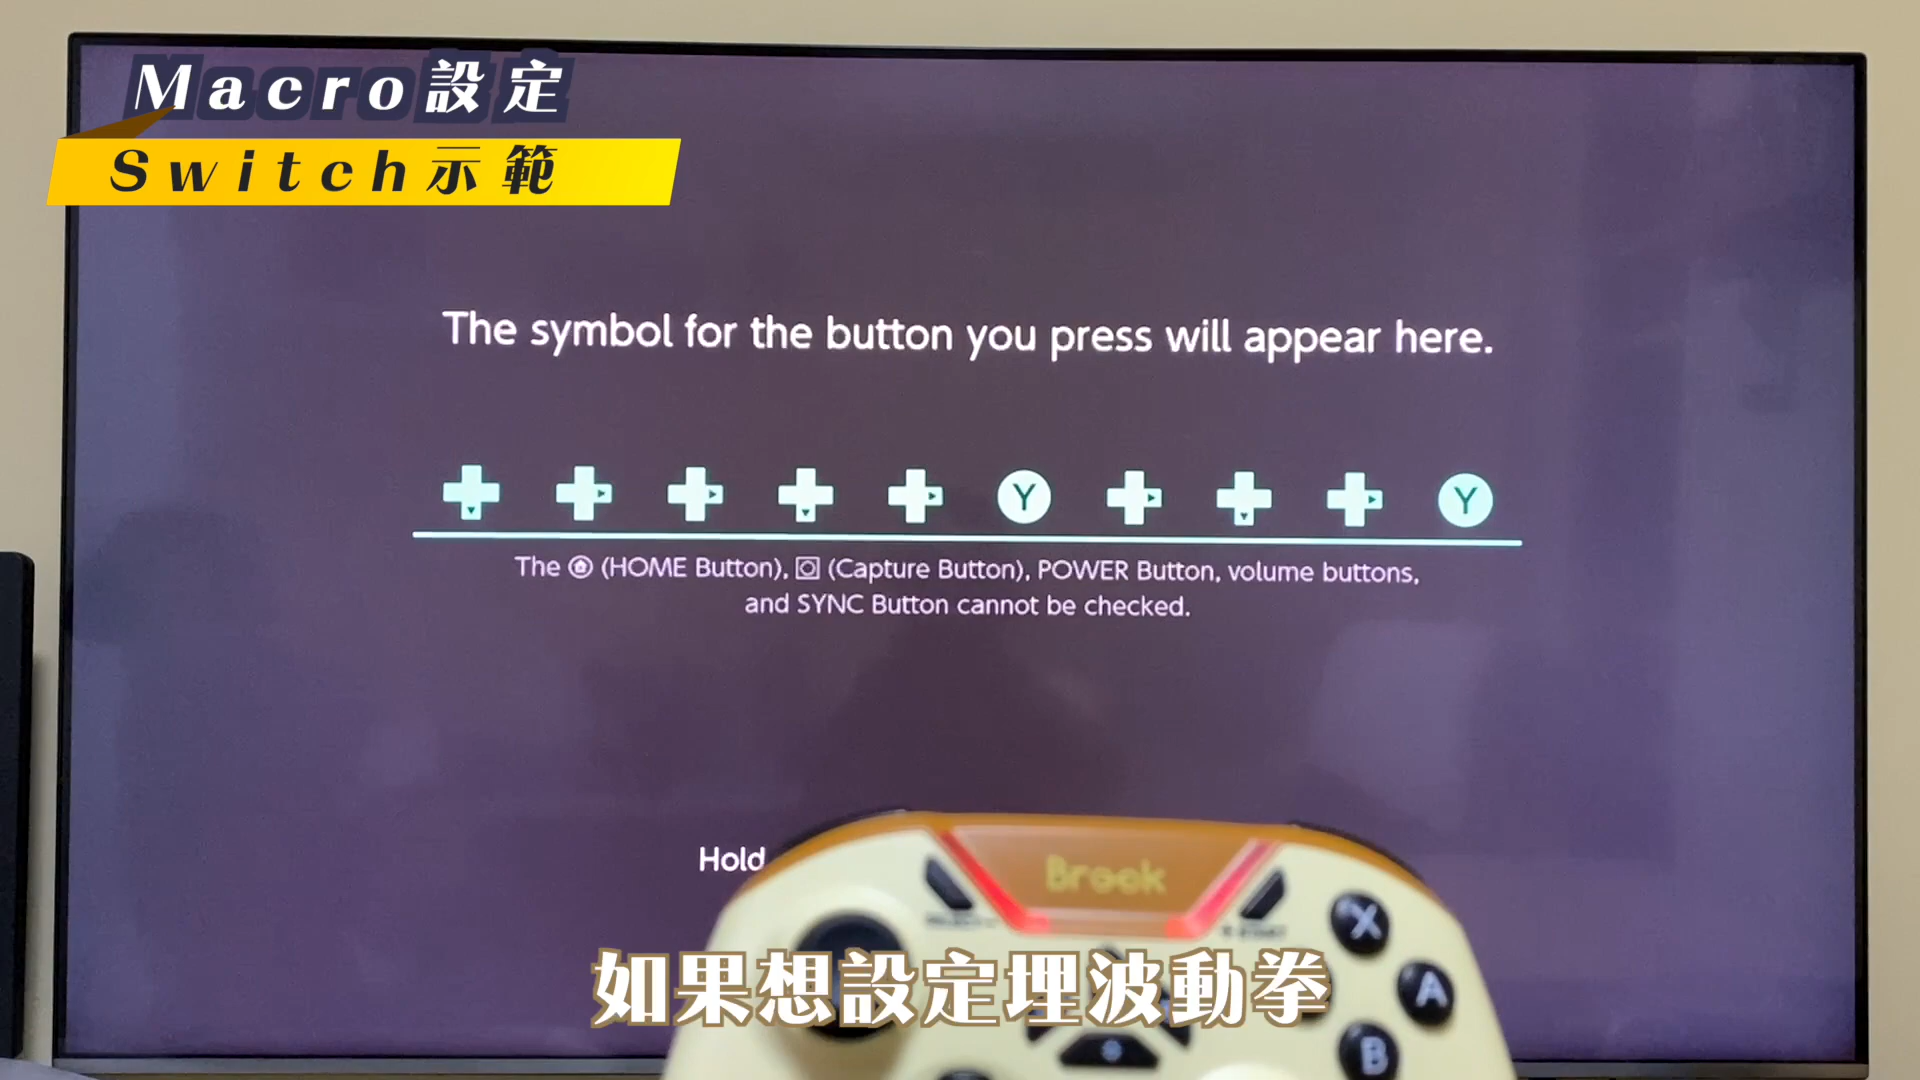 Macro設定
Switch示範
The symbol for the button you press will appear here.
Y Y
The (HOME Button), (Capture Button), POWER Button, volume buttons,
and SYNC Button cannot be checked.
Hold
Brook
X
A
B
如果想設定埋波動拳